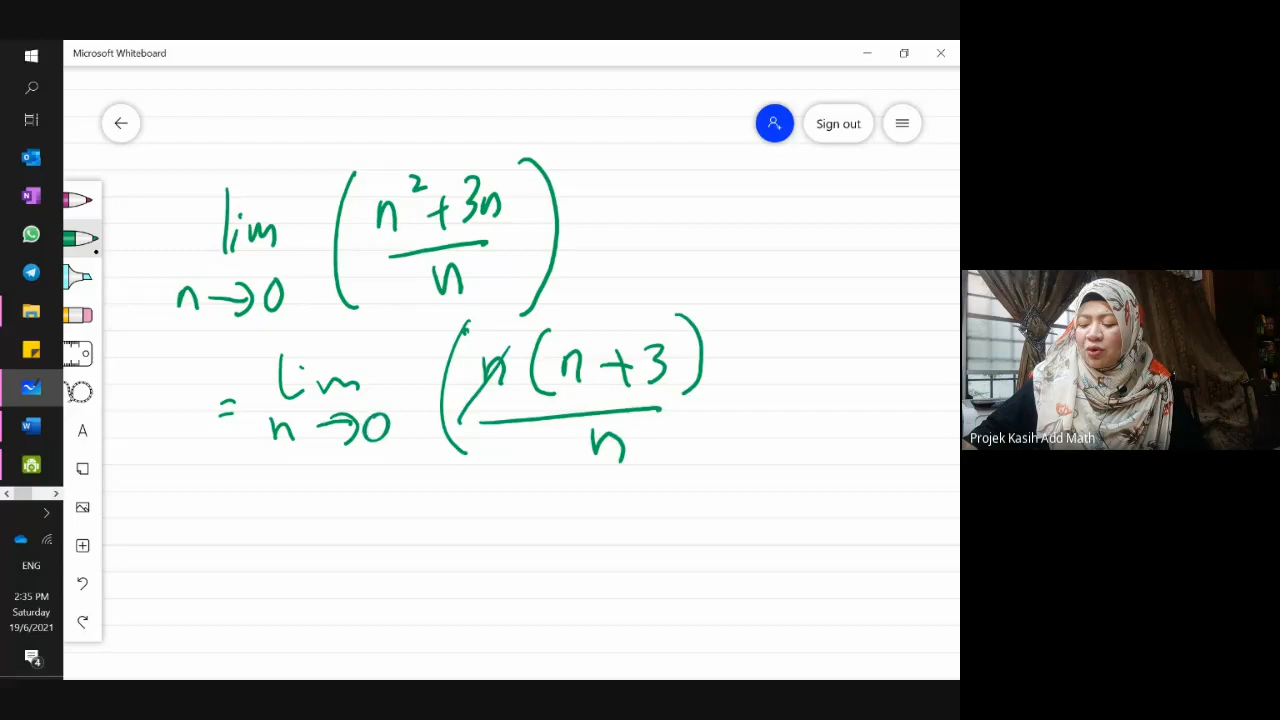 Microsoft Whiteboard
Sign out
lim n→0 ( n² + 3n / n )
= lim n→0 ( n ( n + 3 ) / n
A
ENG
2:35 PM
Saturday
19/6/2021
4
Projek Kasih Add Math